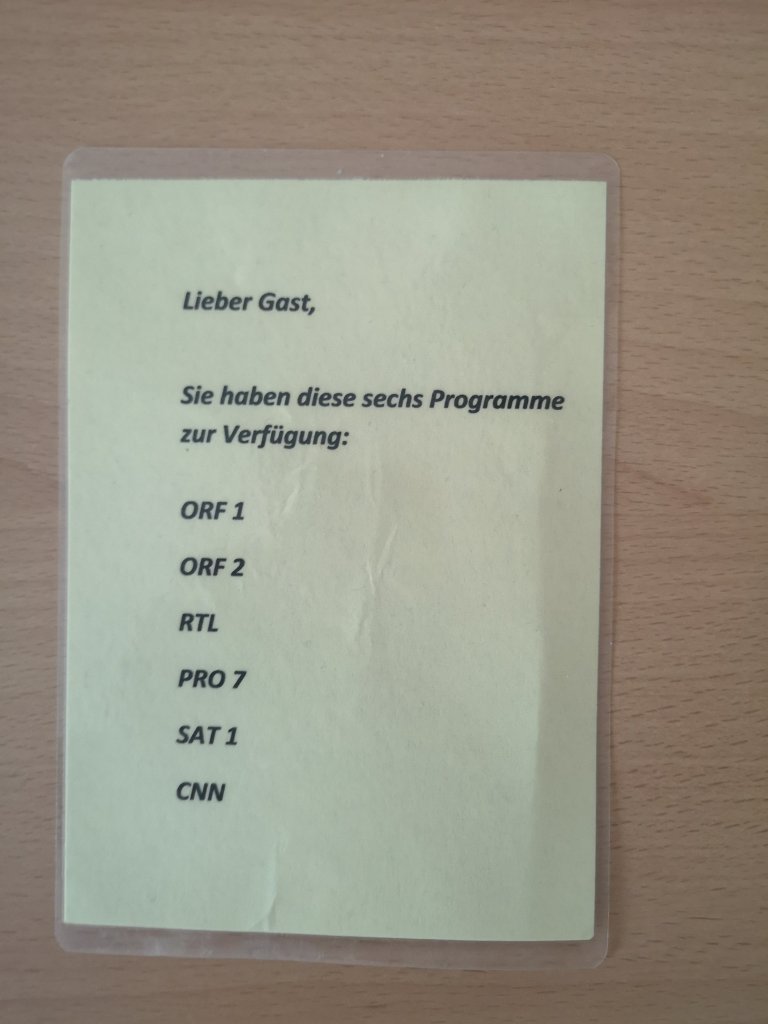 Lieber Gast,
Sie haben diese sechs Programme
zur Verfügung:
ORF 1
ORF 2
RTL
PRO 7
SAT 1
CNN